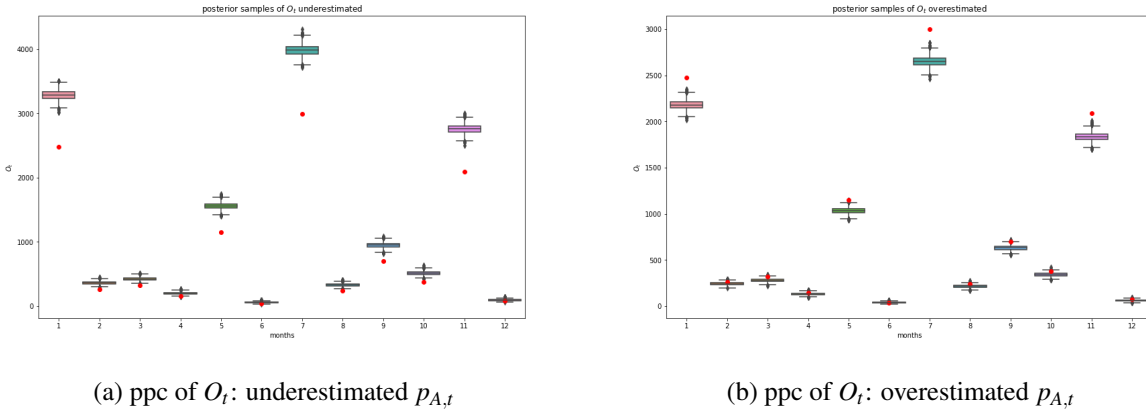 posterior samples of $O_t$ underestimated
4000
3000
2000
1000
0
$O_t$
1 2 3 4 5 6 7 8 9 10 11 12
months
(a) ppc of $O_t$: underestimated $p_{A,t}$
posterior samples of $O_t$ overestimated
3000
2500
2000
1500
1000
500
0
$O_t$
1 2 3 4 5 6 7 8 9 10 11 12
months
(b) ppc of $O_t$: overestimated $p_{A,t}$